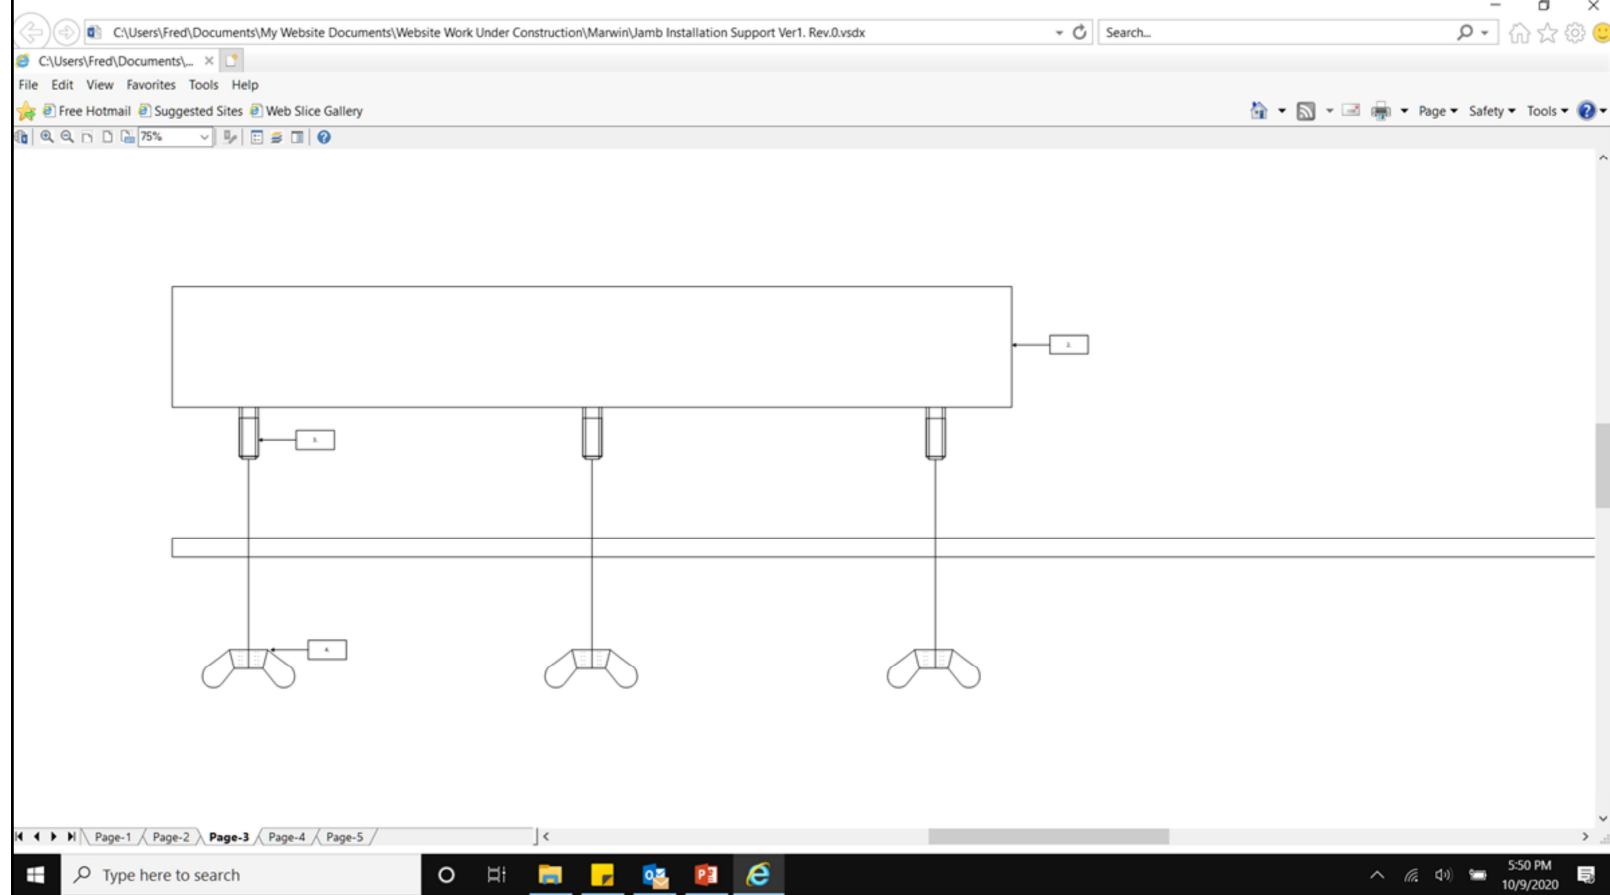 C:\Users\Fred\Documents\My Website Documents\Website Work Under Construction\Marwin\Jamb Installation Support Ver1. Rev.0.vsdx
Search...
C:\Users\Fred\Documents\...
File Edit View Favorites Tools Help
Free Hotmail Suggested Sites Web Slice Gallery
Page Safety Tools
75%
2.
3.
4.
Page-1 Page-2 Page-3 Page-4 Page-5
Type here to search
5:50 PM
10/9/2020